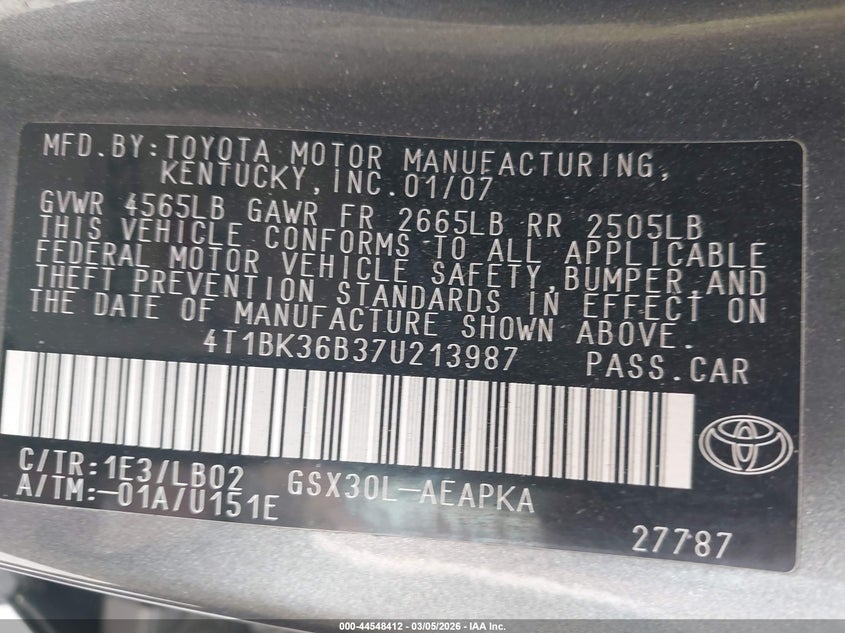 MFD.BY:TOYOTA MOTOR MANUFACTURING,
KENTUCKY,INC.01/07
GVWR 4565LB GAWR FR 2665LB RR 2505LB
THIS VEHICLE CONFORMS TO ALL APPLICABLE
FEDERAL MOTOR VEHICLE SAFETY,BUMPER,AND
THEFT PREVENTION STANDARDS IN EFFECT ON
THE DATE OF MANUFACTURE SHOWN ABOVE.
4T1BK36B37U213987 PASS.CAR
C/TR:1E3/LB02 GSX30L-AEAPKA
A/TM:-01A/U151E
27787
000-44548412 — 03/05/2026 — IAA Inc.